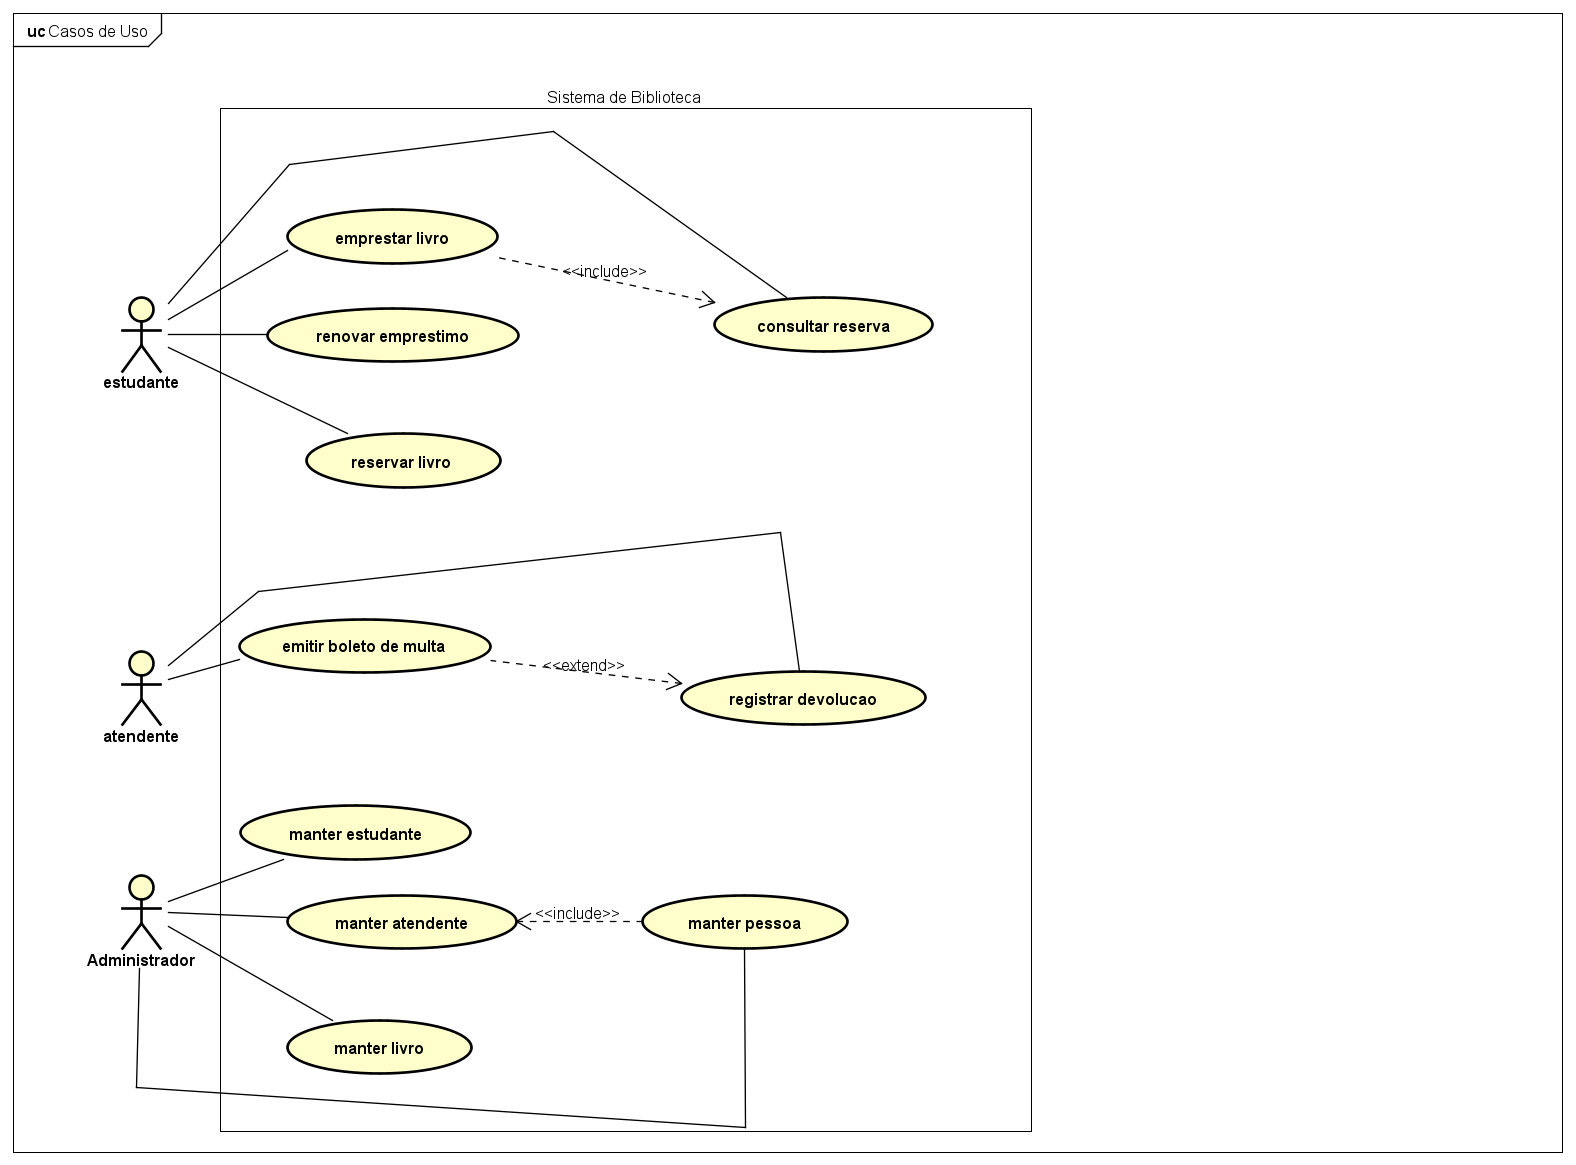 uc Casos de Uso
Sistema de Biblioteca
emprestar livro
<<include>>
consultar reserva
renovar emprestimo
estudante
reservar livro
emitir boleto de multa
<<extend>>
registrar devolucao
atendente
manter estudante
manter atendente
<<include>>
manter pessoa
Administrador
manter livro